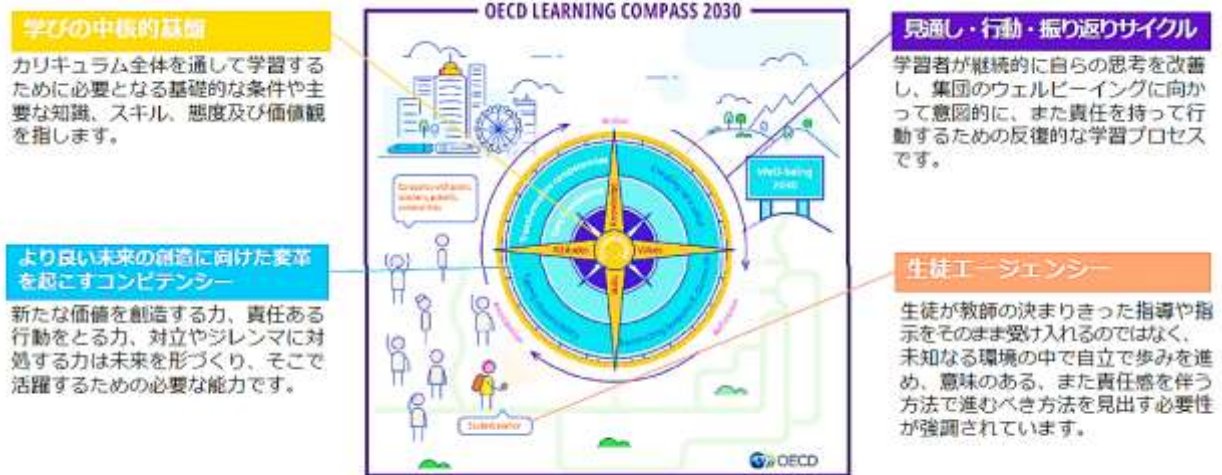 OECD LEARNING COMPASS 2030
学びの中核的基盤
カリキュラム全体を通して学習する
ために必要となる基礎的な条件や主
要な知識、スキル、態度及び価値観
を指します。
より良い未来の創造に向けた変革
を起こすコンピテンシー
新たな価値を創造する力、責任ある
行動をとる力、対立やジレンマに対
処する力は未来を形づくり、そこで
活躍するための必要な能力です。
Well-being
2030
Attitudes
Values
OECD
見通し・行動・振り返りサイクル
学習者が継続的に自らの思考を改善
し、集団のウェルビーイングに向か
って意図的に、また責任を持って行
動するための反復的な学習プロセス
です。
生徒エージェンシー
生徒が教師の決まりきった指導や指
示をそのまま受け入れるのではなく、
未知なる環境の中で自立で歩みを進
め、意味のある、また責任感を伴う
方法で進むべき方法を見出す必要性
が強調されています。